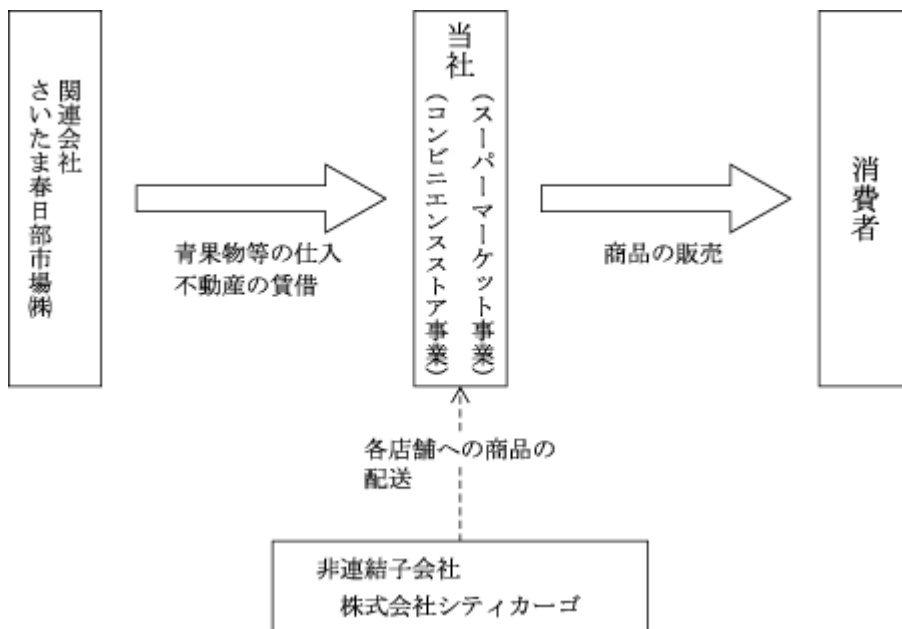 関連会社
さいたま春日部市場㈱
青果物等の仕入
不動産の賃借
当社
(スーパーマーケット事業)
(コンビニエンスストア事業)
商品の販売
消費者
各店舗への商品の
配送
非連結子会社
株式会社シティカーゴ